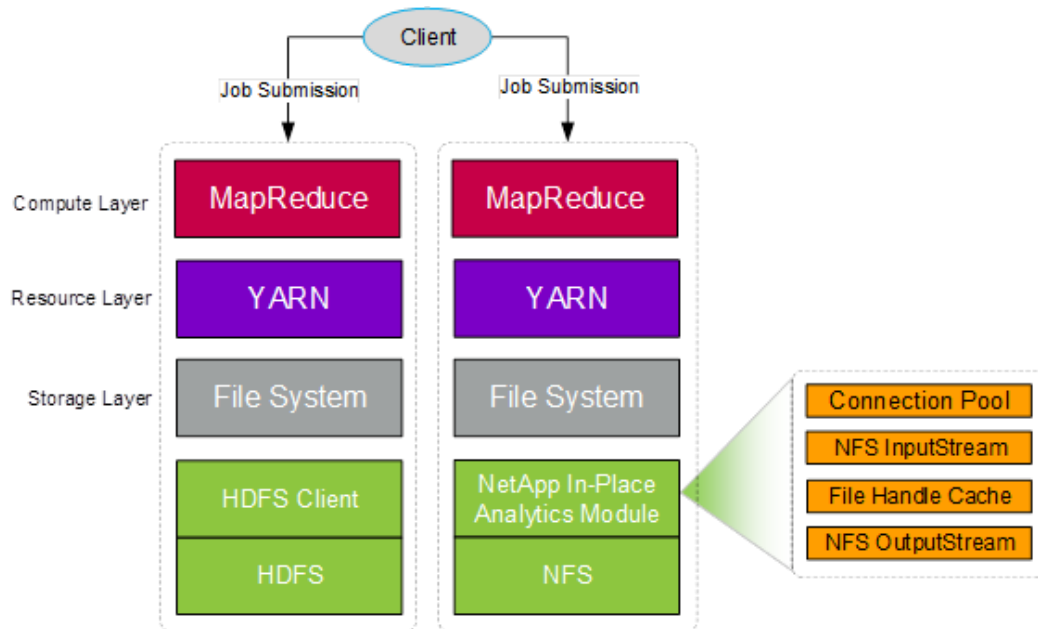 Client
Job Submission
Job Submission
Compute Layer
MapReduce
MapReduce
Resource Layer
YARN
YARN
Storage Layer
File System
File System
HDFS Client
NetApp In-Place
Analytics Module
HDFS
NFS
Connection Pool
NFS InputStream
File Handle Cache
NFS OutputStream